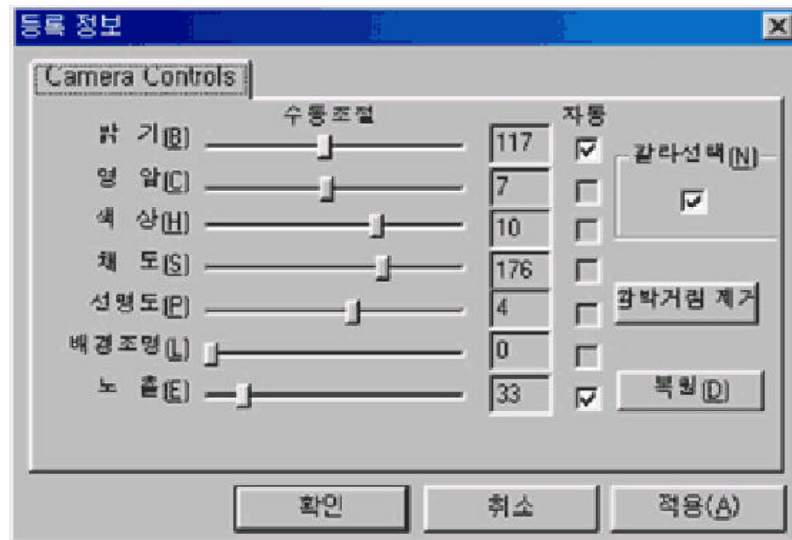 등록 정보
Camera Controls
수동조절 자동
밝 기(B) 117
명 암(C) 7
색 상(H) 10
채 도(S) 176
선명도(P) 4
배경조명(L) 0
노 출(E) 33
칼라선택(N)
깜박거림 제거
복원(D)
확인 취소 적용(A)